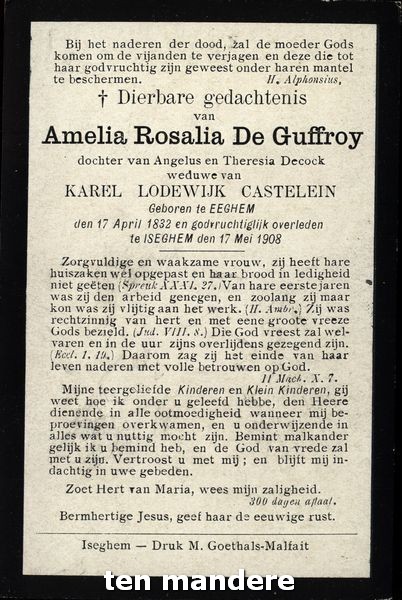 Bij het naderen der dood, zal de moeder Gods
komen om de vijanden te verjagen en deze die tot
haar godvruchtig zijn geweest onder haren mantel
te beschermen. H. Alphonsius,
† Dierbare gedachtenis
van
Amelia Rosalia De Guffroy
dochter van Angelus en Theresia Decock
weduwe van
KAREL LODEWIJK CASTELEIN
Geboren te EEGHEM
den 17 April 1832 en godvruchtiglijk overleden
te ISEGHEM den 17 Mei 1908
Zorgvuldige en waakzame vrouw, zij heeft hare
huiszaken wel opgepast en haar brood in ledigheid
niet geëten (Spreuk XXXI. 27.) Van hare eerste jaren
was zij den arbeid genegen, en zoolang zij maar
kon was zij vlijtig aan het werk. (H. Ambr.) Zij was
rechtzinnig van hert en met eene groote vreeze
Gods bezield. (Jud. VIII. 8.) Die God vreest zal wel-
varen en in de uur zijns overlijdens gezegend zijn.
(Eccl. I. 19.) Daarom zag zij het einde van haar
leven naderen met volle betrouwen op God.
II Mach. X. 7.
Mijne teergeliefde Kinderen en Klein Kinderen, gij
weet hoe ik onder u geleefd hebbe, den Heere
dienende in alle ootmoedigheid wanneer mij be-
proevingen overkwamen, en u onderwijzende in
alles wat u nuttig mocht zijn. Bemint malkander
gelijk ik u bemind heb, en de God van vrede zal
met u zijn. Vertroost u met mij; en blijft mij in-
dachtig in uwe gebeden.
Zoet Hert van Maria, wees mijn zaligheid.
300 dagen aflaat.
Bermhertige Jesus, geef haar de eeuwige rust.
Iseghem — Druk M. Goethals-Malfait
ten mandere